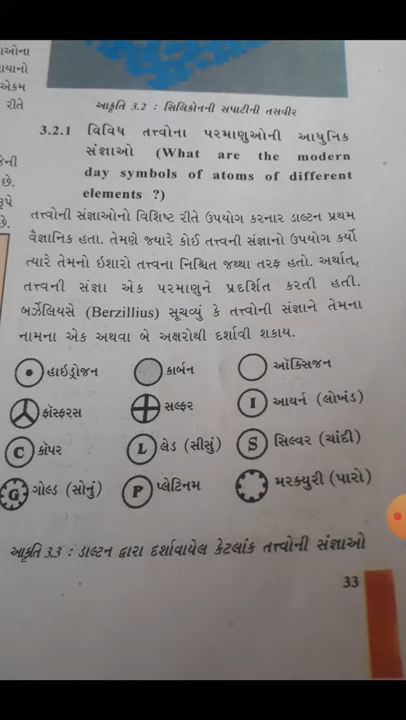 ાઓના
ાયાનો
એકમ
રીતે
આકૃતિ 3.2 : સિલિકોનની સપાટીની તસવીર
3.2.1 વિવિધ તત્ત્વોના પરમાણુઓની આધુનિક
સંજ્ઞાઓ (What are the modern
day symbols of atoms of different
elements ?)
છે.
છે.
તત્ત્વોની સંજ્ઞાઓનો વિશિષ્ટ રીતે ઉપયોગ કરનાર ડાલ્ટન પ્રથમ
વૈજ્ઞાનિક હતા. તેમણે જ્યારે કોઈ તત્ત્વની સંજ્ઞાનો ઉપયોગ કર્યો
ત્યારે તેમનો ઇશારો તત્ત્વના નિશ્ચિત જથ્થા તરફ હતો. અર્થાત્,
તત્ત્વની સંજ્ઞા એક પરમાણુને પ્રદર્શિત કરતી હતી.
બર્ઝેલિયસે (Berzillius) સૂચવ્યું કે તત્ત્વોની સંજ્ઞાને તેમના
નામના એક અથવા બે અક્ષરોથી દર્શાવી શકાય.
હાઇડ્રોજન કાર્બન ઑક્સિજન
ફૉસ્ફરસ સલ્ફર I આયર્ન (લોખંડ)
C કૉપર L લેડ (સીસું) S સિલ્વર (ચાંદી)
G ગોલ્ડ (સોનું) P પ્લેટિનમ મરક્યુરી (પારો)
આકૃતિ 3.3 : ડાલ્ટન દ્વારા દર્શાવાયેલ કેટલાંક તત્ત્વોની સંજ્ઞાઓ
33